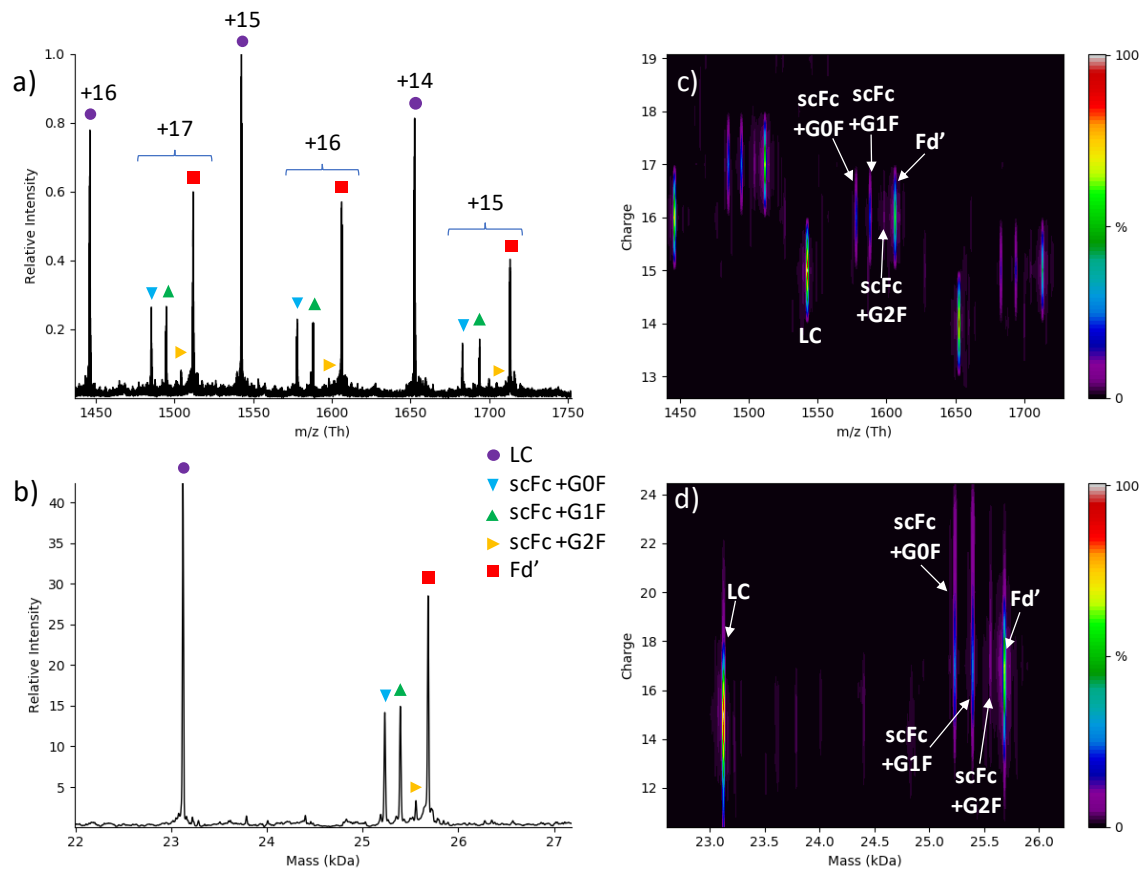 a)
+16
+17
+15
+16
+14
+15
1.0
0.8
0.6
0.4
0.2
Relative Intensity
1450
1500
1550
1600
1650
1700
1750
m/z (Th)
c)
19
18
17
16
15
14
13
Charge
scFc
+G0F
scFc
+G1F
Fd'
scFc
+G2F
LC
1450
1500
1550
1600
1650
1700
m/z (Th)
100
%
0
b)
40
35
30
25
20
15
10
5
Relative Intensity
22
23
24
25
26
27
Mass (kDa)
LC
scFc +G0F
scFc +G1F
scFc +G2F
Fd'
d)
24
22
20
18
16
14
12
Charge
LC
scFc
+G0F
Fd'
scFc
+G1F
scFc
+G2F
23.0
23.5
24.0
24.5
25.0
25.5
26.0
Mass (kDa)
100
%
0